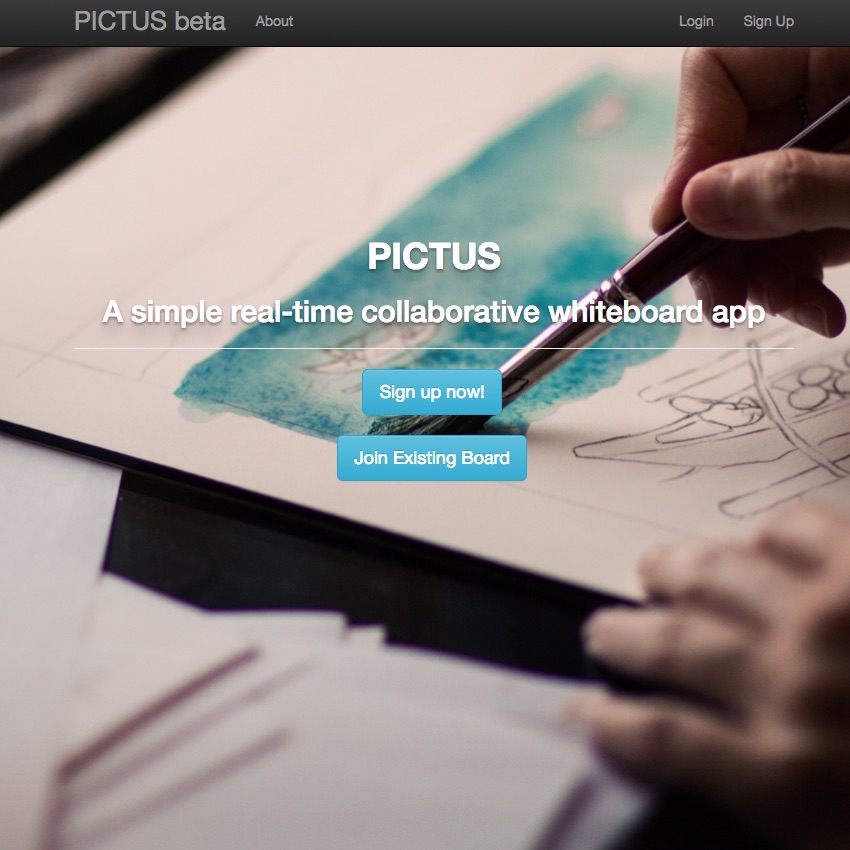 PICTUS beta About Login Sign Up
PICTUS
A simple real-time collaborative whiteboard app
Sign up now!
Join Existing Board